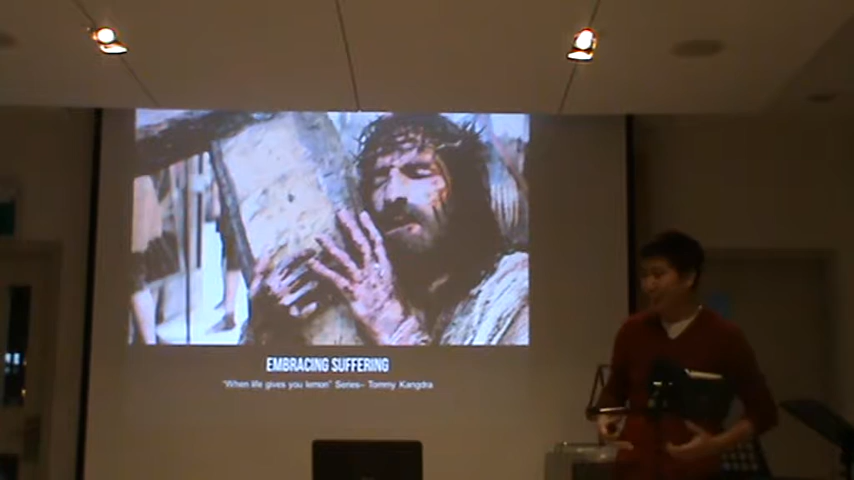 EMBRACING SUFFERING
"When life gives you lemon" Series– Tommy Kangdra